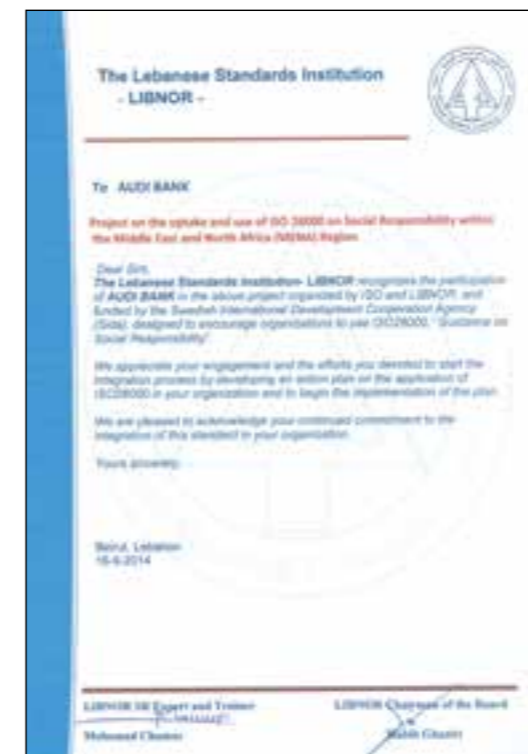 The Lebanese Standards Institution
- LIBNOR -
To AUDI BANK
Project on the uptake and use of ISO 26000 on Social Responsibility within
the Middle East and North Africa (MENA) Region
Dear Sirs,
The Lebanese Standards Institution- LIBNOR recognizes the participation
of AUDI BANK in the above project organized by ISO and LIBNOR, and
funded by the Swedish International Development Cooperation Agency
(Sida), designed to encourage organizations to use ISO26000, "Guidance on
Social Responsibility".
We appreciate your engagement and the efforts you devoted to start the
integration process by developing an action plan on the application of
ISO26000 in your organization and to begin the implementation of the plan.
We are pleased to acknowledge your continued commitment to the
integration of this standard in your organization.
Yours sincerely,
Beirut, Lebanon
16-6-2014
LIBNOR SR Expert and Trainer
LIBNOR Chairman of the Board
Mohamad Chamas
Habib Ghaziri